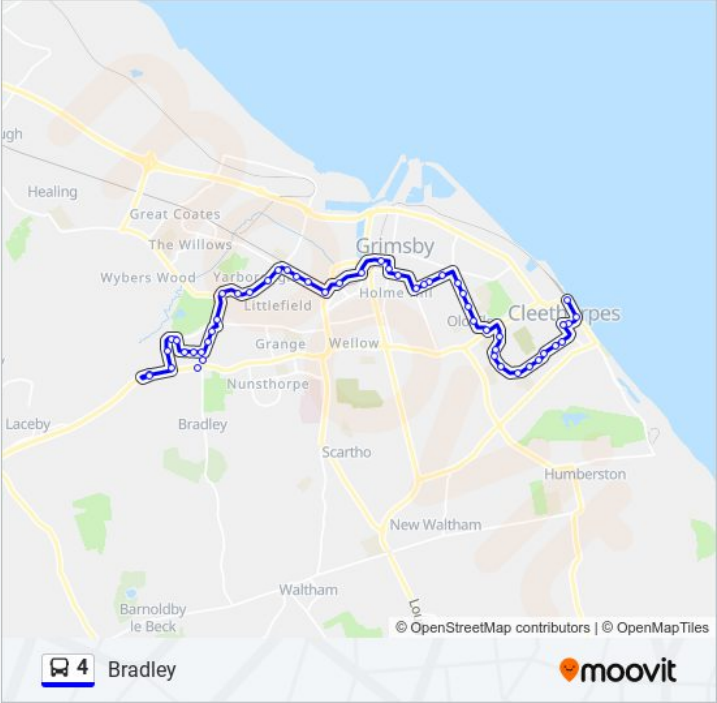 ugh
Healing
Great Coates
The Willows
Grimsby
Wybers Wood
Yarborough
Littlefield
Holme Hill
Cleethorpes
Grange
Wellow
Nunsthorpe
Laceby
Bradley
Scartho
Humberston
New Waltham
Waltham
Barnoldby
le Beck
© OpenStreetMap contributors | © OpenMapTiles
4 Bradley
moovit